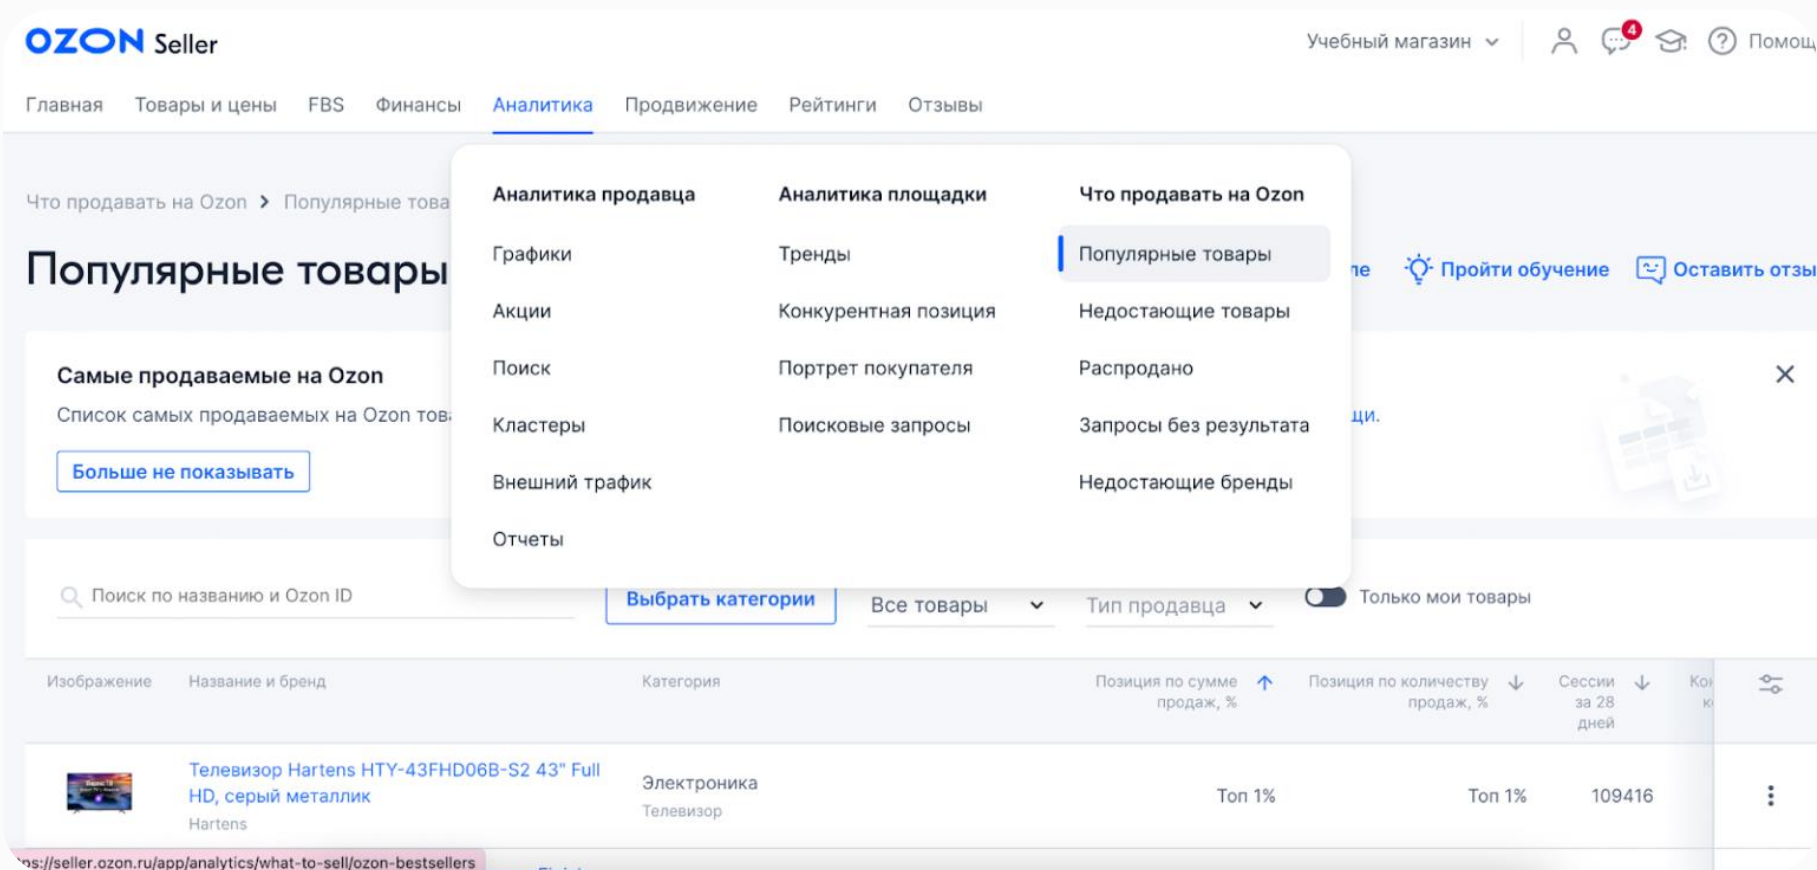 OZON Seller
Учебный магазин
4
Помощ
Главная Товары и цены FBS Финансы Аналитика Продвижение Рейтинги Отзывы
Что продавать на Ozon > Популярные това
Популярные товары
ле
Пройти обучение
Оставить отзы
Аналитика продавца
Графики
Акции
Поиск
Кластеры
Внешний трафик
Отчеты
Аналитика площадки
Тренды
Конкурентная позиция
Портрет покупателя
Поисковые запросы
Что продавать на Ozon
Популярные товары
Недостающие товары
Распродано
Запросы без результата
Недостающие бренды
Самые продаваемые на Ozon
Список самых продаваемых на Ozon тов
щи.
Больше не показывать
Поиск по названию и Ozon ID
Выбрать категории
Все товары
Тип продавца
Только мои товары
Изображение
Название и бренд
Категория
Позиция по сумме
продаж, %
Позиция по количеству
продаж, %
Сессии
за 28
дней
Кон
к
Телевизор Hartens HTY-43FHD06B-S2 43" Full
HD, серый металлик
Hartens
Электроника
Телевизор
Топ 1%
Топ 1%
109416
ps://seller.ozon.ru/app/analytics/what-to-sell/ozon-bestsellers